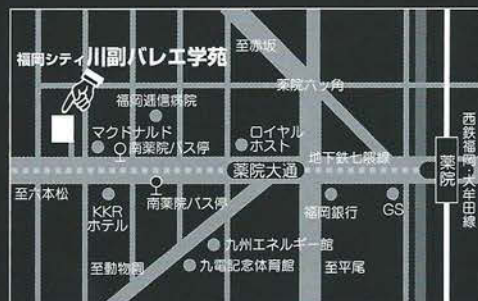 福岡シティ川副バレエ学苑
至赤坂
薬院六ッ角
福岡逓信病院
マクドナルド
南薬院バス停
ロイヤル
ホスト
薬院大通
地下鉄七隈線
薬院
西鉄福岡・大牟田線
至六本松
KKR
ホテル
南薬院バス停
福岡銀行
GS
九州エネルギー館
九電記念体育館
至動物園
至平尾